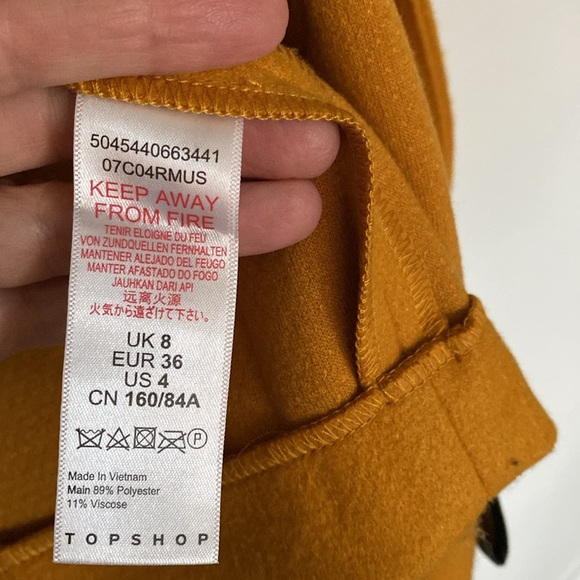 5045440663441
07C04RMUS
KEEP AWAY
FROM FIRE
TENIR ELOIGNE DU FEU
VON ZUNDQUELLEN FERNHALTEN
MANTENER ALEJADO DEL FEUGO
MANTER AFASTADO DO FOGO
JAUHKAN DARI API
远离火源
火气から遠ざけて下さい。
UK 8
EUR 36
US 4
CN 160/84A
P
Made In Vietnam
Main 89% Polyester
11% Viscose
TOPSHOP